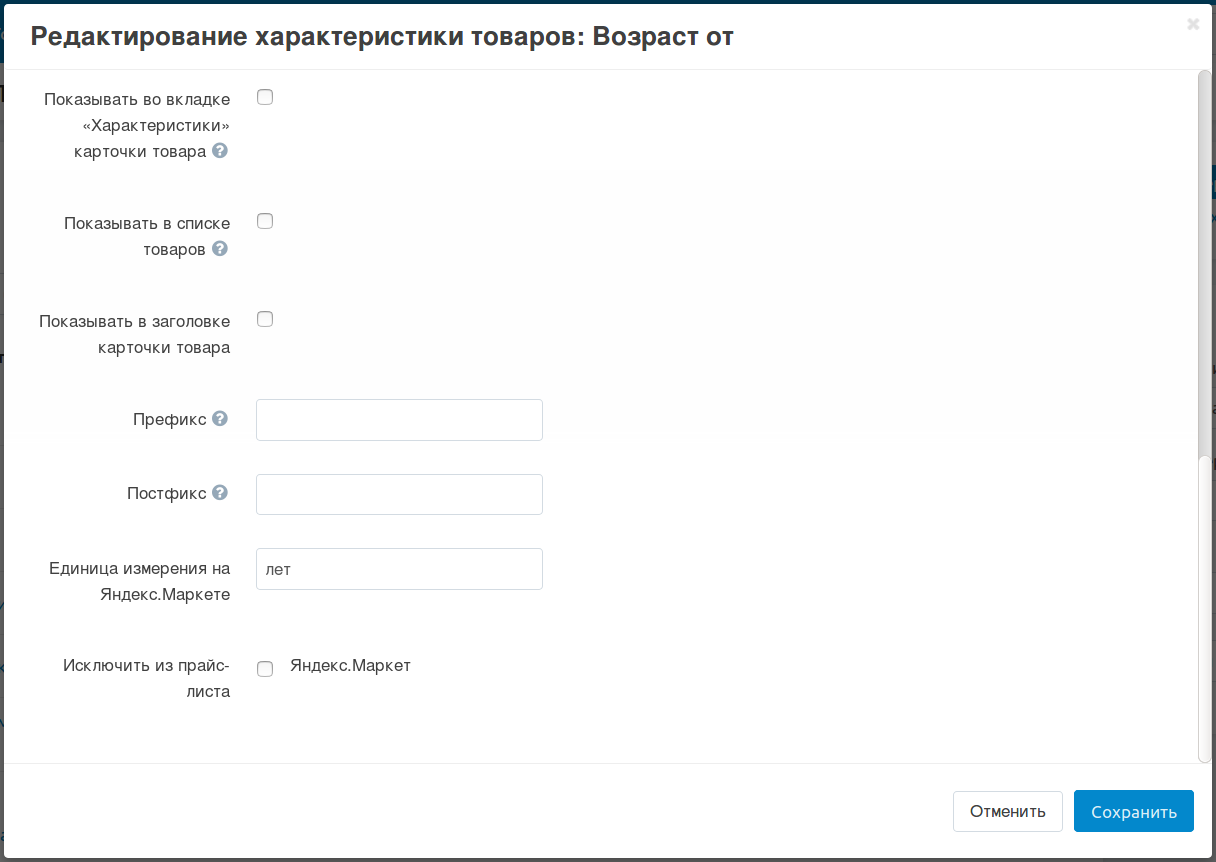 Редактирование характеристики товаров: Возраст от
Показывать во вкладке
«Характеристики»
карточки товара
Показывать в списке
товаров
Показывать в заголовке
карточки товара
Префикс
Постфикс
Единица измерения на
Яндекс.Маркете
лет
Исключить из прайс-
листа
Яндекс.Маркет
Отменить
Сохранить